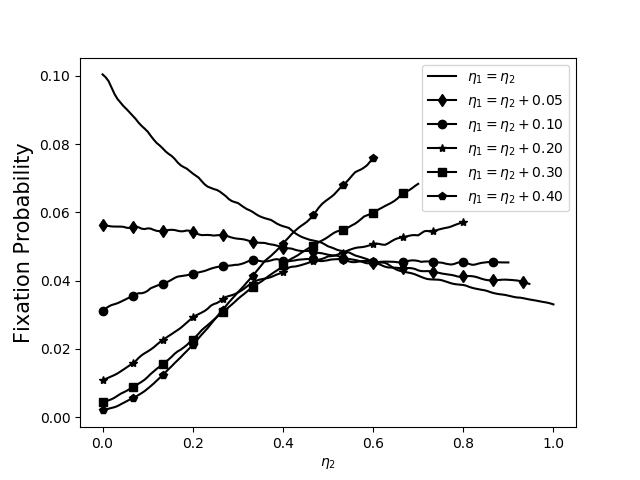 Fixation Probability
0.10
0.08
0.06
0.04
0.02
0.00
0.0 0.2 0.4 0.6 0.8 1.0
η₂
η₁ = η₂
η₁ = η₂ + 0.05
η₁ = η₂ + 0.10
η₁ = η₂ + 0.20
η₁ = η₂ + 0.30
η₁ = η₂ + 0.40